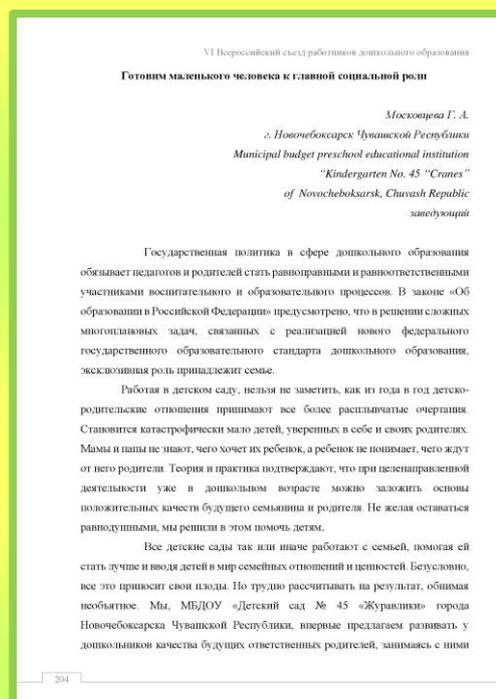 VI Всероссийский съезд работников дошкольного образования
Готовим маленького человека к главной социальной роли
Московцева Г. А.
г. Новочебоксарск Чувашской Республики
Municipal budget preschool educational institution
“Kindergarten No. 45 “Cranes”
of Novocheboksarsk, Chuvash Republic
заведующий
Государственная политика в сфере дошкольного образования
обязывает педагогов и родителей стать равноправными и равноответственными
участниками воспитательного и образовательного процессов. В законе «Об
образовании в Российской Федерации» предусмотрено, что в решении сложных
многоплановых задач, связанных с реализацией нового федерального
государственного образовательного стандарта дошкольного образования,
эксклюзивная роль принадлежит семье.
Работая в детском саду, нельзя не заметить, как из года в год детско-
родительские отношения принимают все более расплывчатые очертания.
Становится катастрофически мало детей, уверенных в себе и своих родителях.
Мамы и папы не знают, чего хочет их ребенок, а ребенок не понимает, чего ждут
от него родители. Теория и практика подтверждают, что при целенаправленной
деятельности уже в дошкольном возрасте можно заложить основы
положительных качеств будущего семьянина и родителя. Не желая оставаться
равнодушными, мы решили в этом помочь детям.
Все детские сады так или иначе работают с семьей, помогая ей
стать лучше и вводя детей в мир семейных отношений и ценностей. Безусловно,
все это приносит свои плоды. Но трудно рассчитывать на результат, обнимая
необъятное. Мы, МБДОУ «Детский сад № 45 «Журавлики» города
Новочебоксарска Чувашской Республики, впервые предлагаем развивать у
дошкольников качества будущих ответственных родителей, занимаясь с ними
204